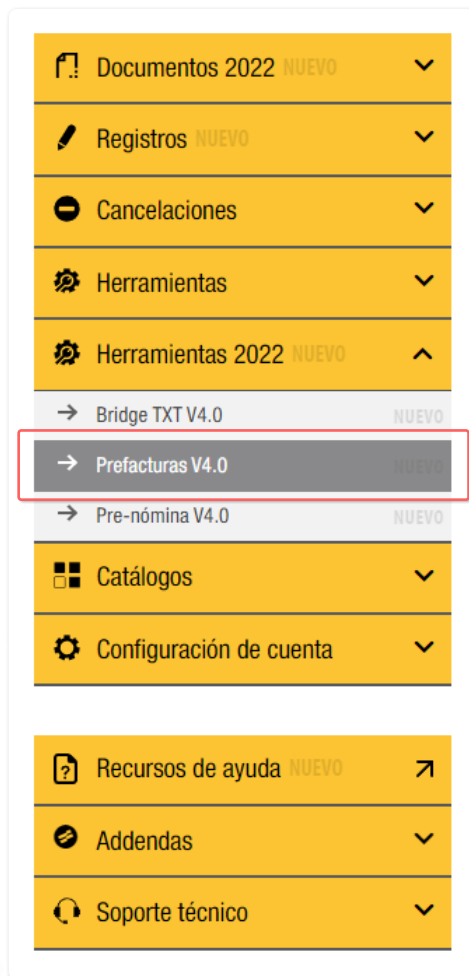 Documentos 2022 NUEVO
Registros NUEVO
Cancelaciones
Herramientas
Herramientas 2022 NUEVO
Bridge TXT V4.0 NUEVO
Prefacturas V4.0 NUEVO
Pre-nómina V4.0 NUEVO
Catálogos
Configuración de cuenta
Recursos de ayuda NUEVO
Addendas
Soporte técnico